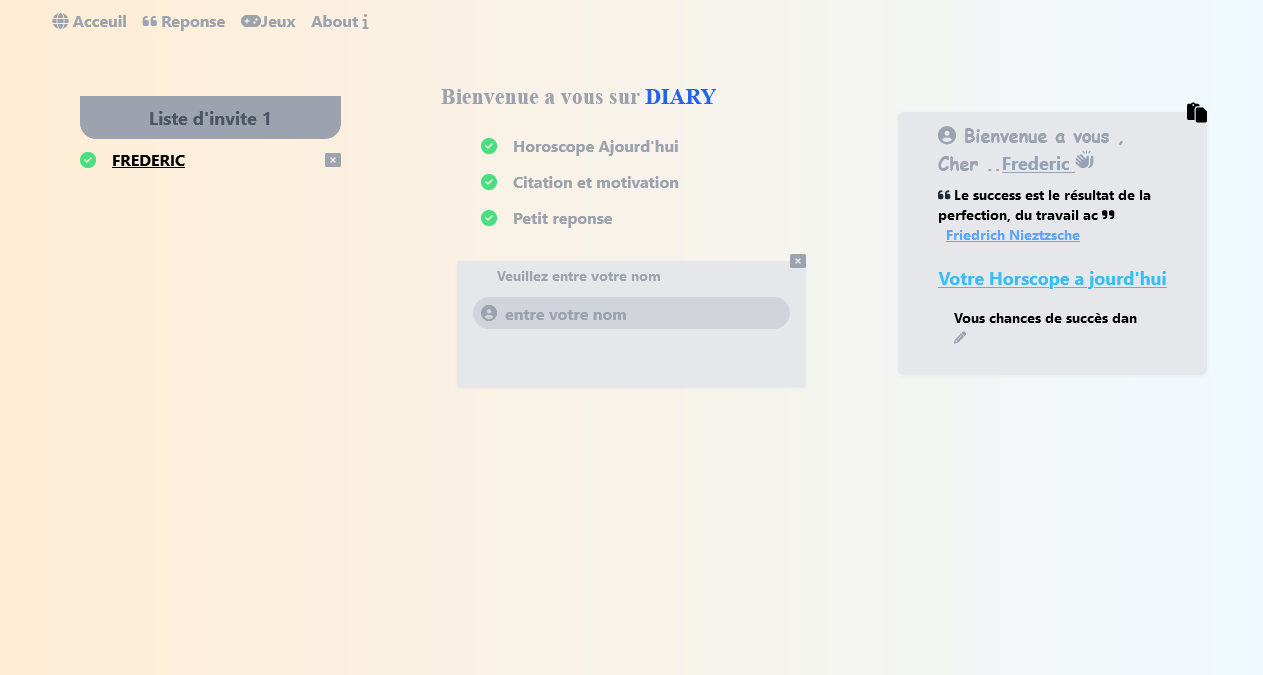 Acceuil Reponse Jeux About
Liste d'invite 1
FREDERIC
Bienvenue a vous sur DIARY
Horoscope Ajourd'hui
Citation et motivation
Petit reponse
Veuillez entre votre nom
entre votre nom
Bienvenue a vous ,
Cher ..Frederic
Le success est le résultat de la
perfection, du travail ac
Friedrich Nieztzsche
Votre Horscope a jourd'hui
Vous chances de succès dan